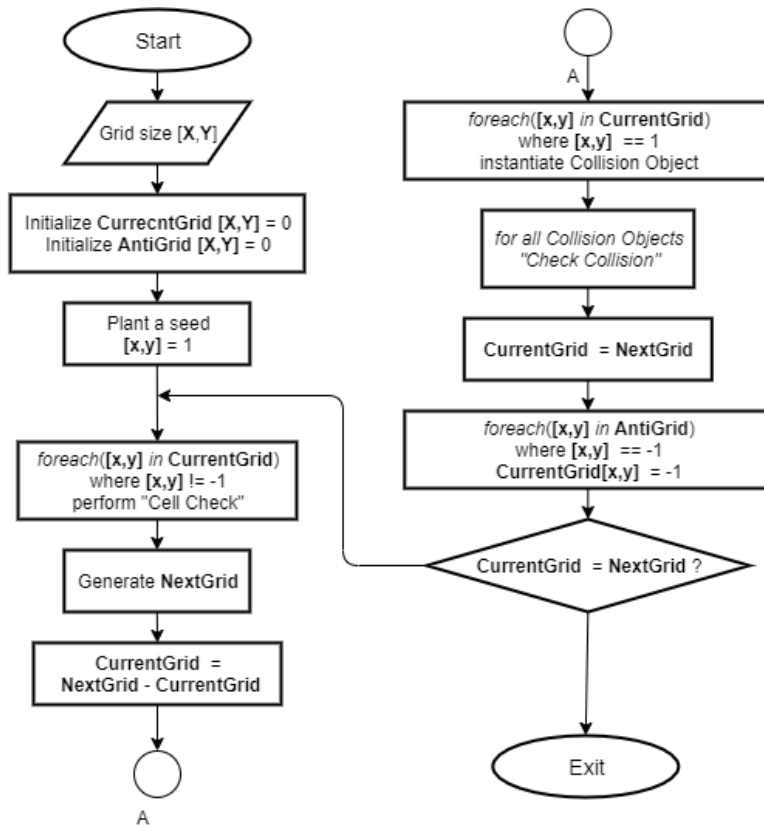 Start
Grid size [X,Y]
Initialize CurrecntGrid [X,Y] = 0
Initialize AntiGrid [X,Y] = 0
Plant a seed
[x,y] = 1
foreach([x,y] in CurrentGrid)
where [x,y] != -1
perform "Cell Check"
Generate NextGrid
CurrentGrid =
NextGrid - CurrentGrid
A
A
foreach([x,y] in CurrentGrid)
where [x,y] == 1
instantiate Collision Object
for all Collision Objects
"Check Collision"
CurrentGrid = NextGrid
foreach([x,y] in AntiGrid)
where [x,y] == -1
CurrentGrid[x,y] = -1
CurrentGrid = NextGrid ?
Exit